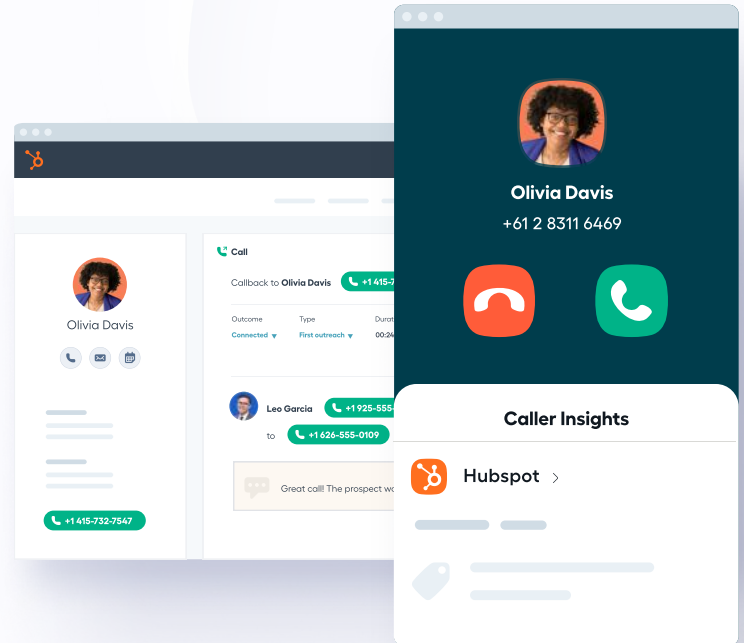 Olivia Davis
+1 415-732-7547
Call
Callback to Olivia Davis
+1 415-7
Outcome
Type
Durat
Connected
First outreach
00:24
Leo Garcia
+1 925-555-
to
+1 626-555-0109
Great call! The prospect wo
Olivia Davis
+61 2 8311 6469
Caller Insights
Hubspot